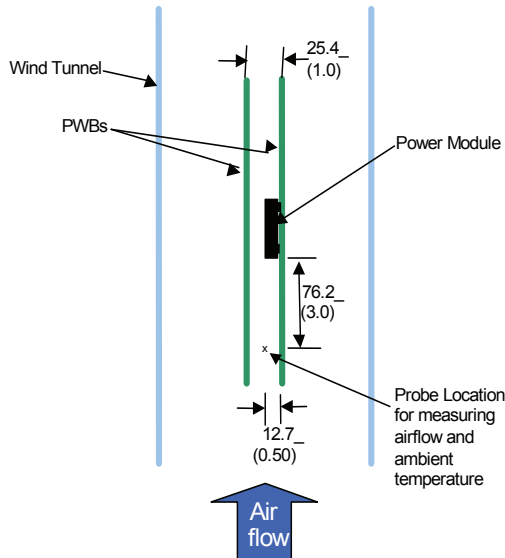 25.4_
(1.0)
Wind Tunnel
PWBs
Power Module
76.2_
(3.0)
x
Probe Location
for measuring
airflow and
ambient
temperature
12.7_
(0.50)
Air
flow